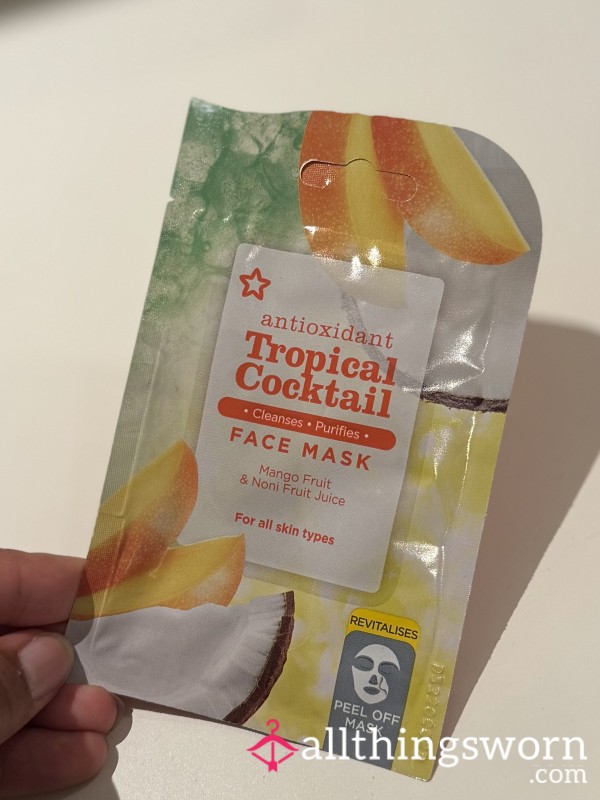 antioxidant
Tropical
Cocktail
• Cleanses • Purifies •
FACE MASK
Mango Fruit
& Noni Fruit Juice
For all skin types
REVITALISES
PEEL OFF
MASK
allthingsworn
.com